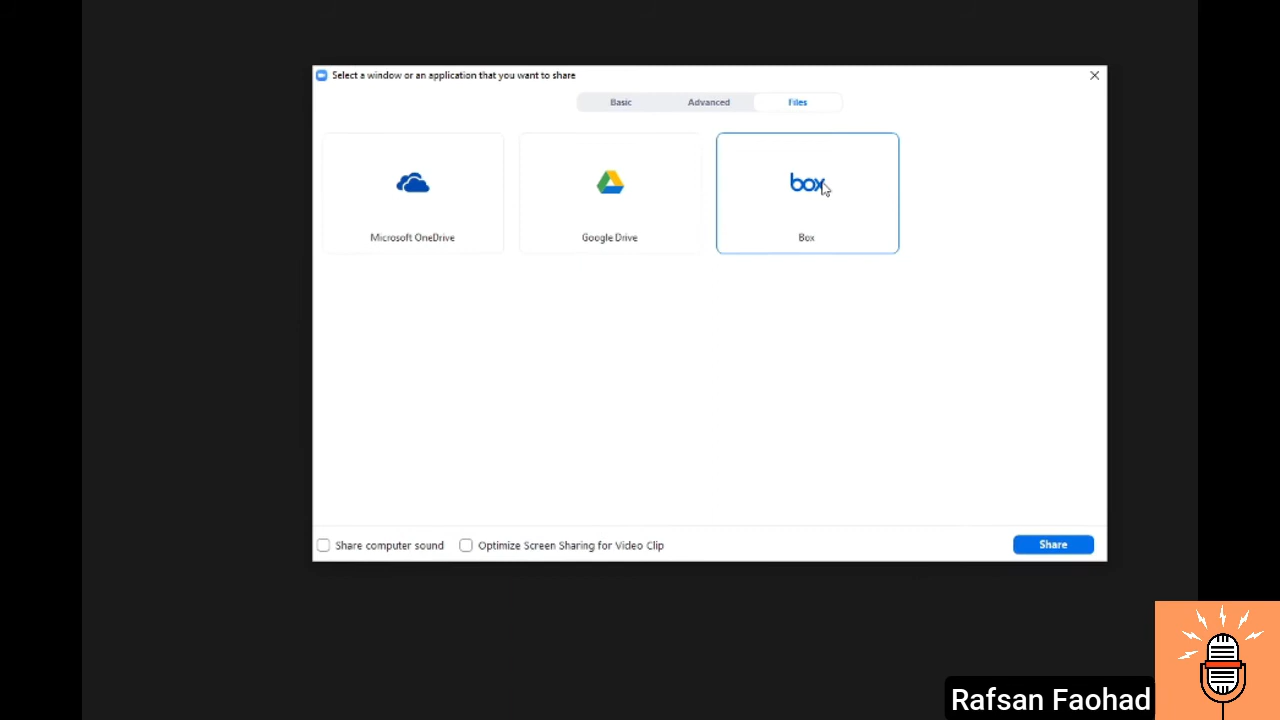 Select a window or an application that you want to share
Basic
Advanced
Files
box
Microsoft OneDrive
Google Drive
Box
Share computer sound
Optimize Screen Sharing for Video Clip
Share
Rafsan Faohad